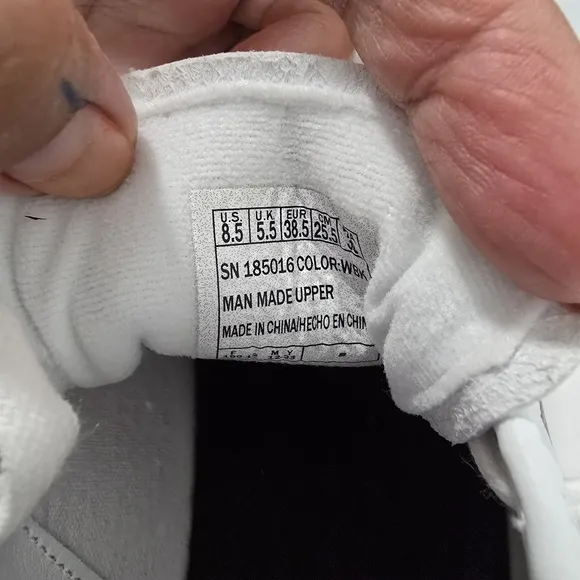 U.S. U.K EUR CM
8.5 5.5 38.5 25.5
SN 185016 COLOR: WBK
MAN MADE UPPER
MADE IN CHINA/HECHO EN CHIN
F M Y